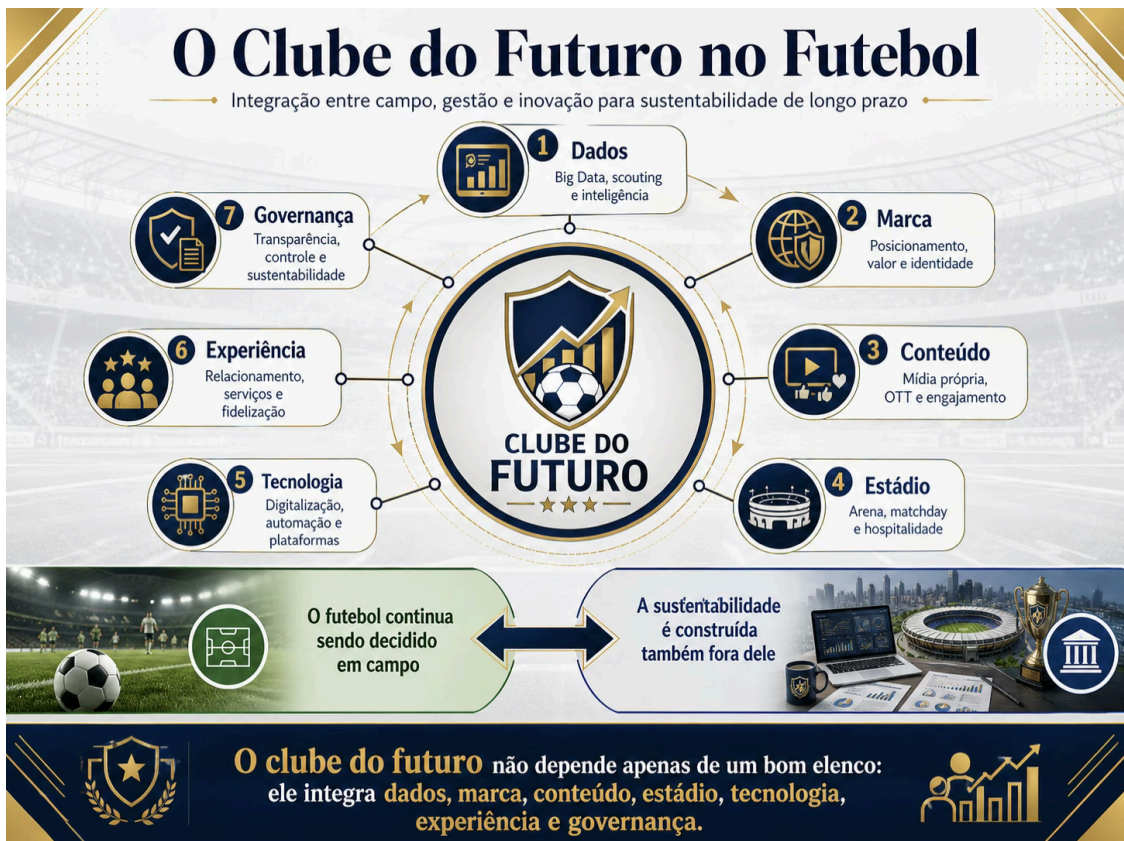 O Clube do Futuro no Futebol
Integração entre campo, gestão e inovação para sustentabilidade de longo prazo
1 Dados
Big Data, scouting
e inteligência
2 Marca
Posicionamento,
valor e identidade
3 Conteúdo
Mídia própria,
OTT e engajamento
4 Estádio
Arena, matchday
e hospitalidade
5 Tecnologia
Digitalização,
automação e
plataformas
6 Experiência
Relacionamento,
serviços e
fidelização
7 Governança
Transparência,
controle e
sustentabilidade
CLUBE DO
FUTURO
O futebol continua
sendo decidido
em campo
A sustentabilidade
é construída
também fora dele
O clube do futuro não depende apenas de um bom elenco:
ele integra dados, marca, conteúdo, estádio, tecnologia,
experiência e governança.